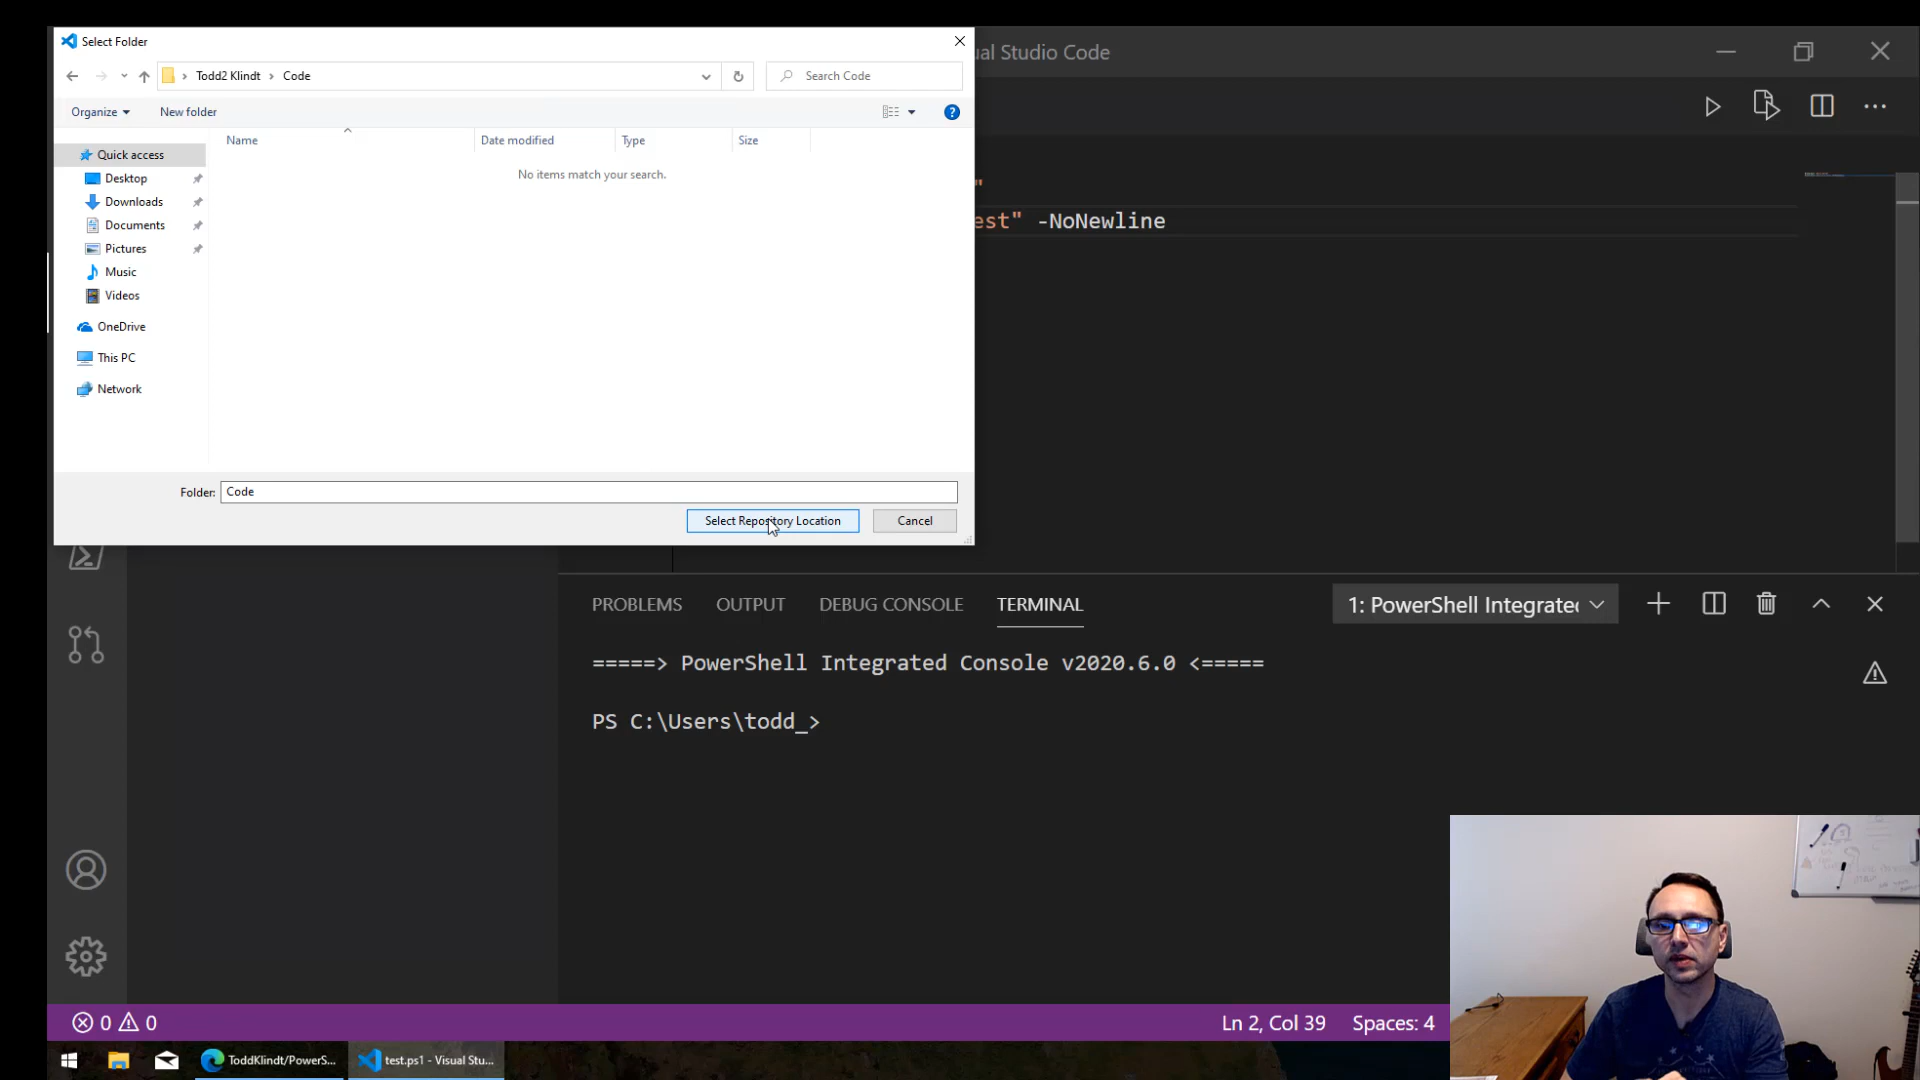 Select Folder
ual Studio Code
Todd2 Klindt > Code
Search Code
Organize
New folder
Name
Date modified
Type
Size
No items match your search.
Quick access
Desktop
Downloads
Documents
Pictures
Music
Videos
OneDrive
This PC
Network
"
est" -NoNewline
Folder: Code
Select Repository Location
Cancel
PROBLEMS
OUTPUT
DEBUG CONSOLE
TERMINAL
1: PowerShell Integrated
=====> PowerShell Integrated Console v2020.6.0 <=====
PS C:\Users\todd_>
0
0
Ln 2, Col 39
Spaces: 4
ToddKlindt/PowerS...
test.ps1 - Visual Stu...